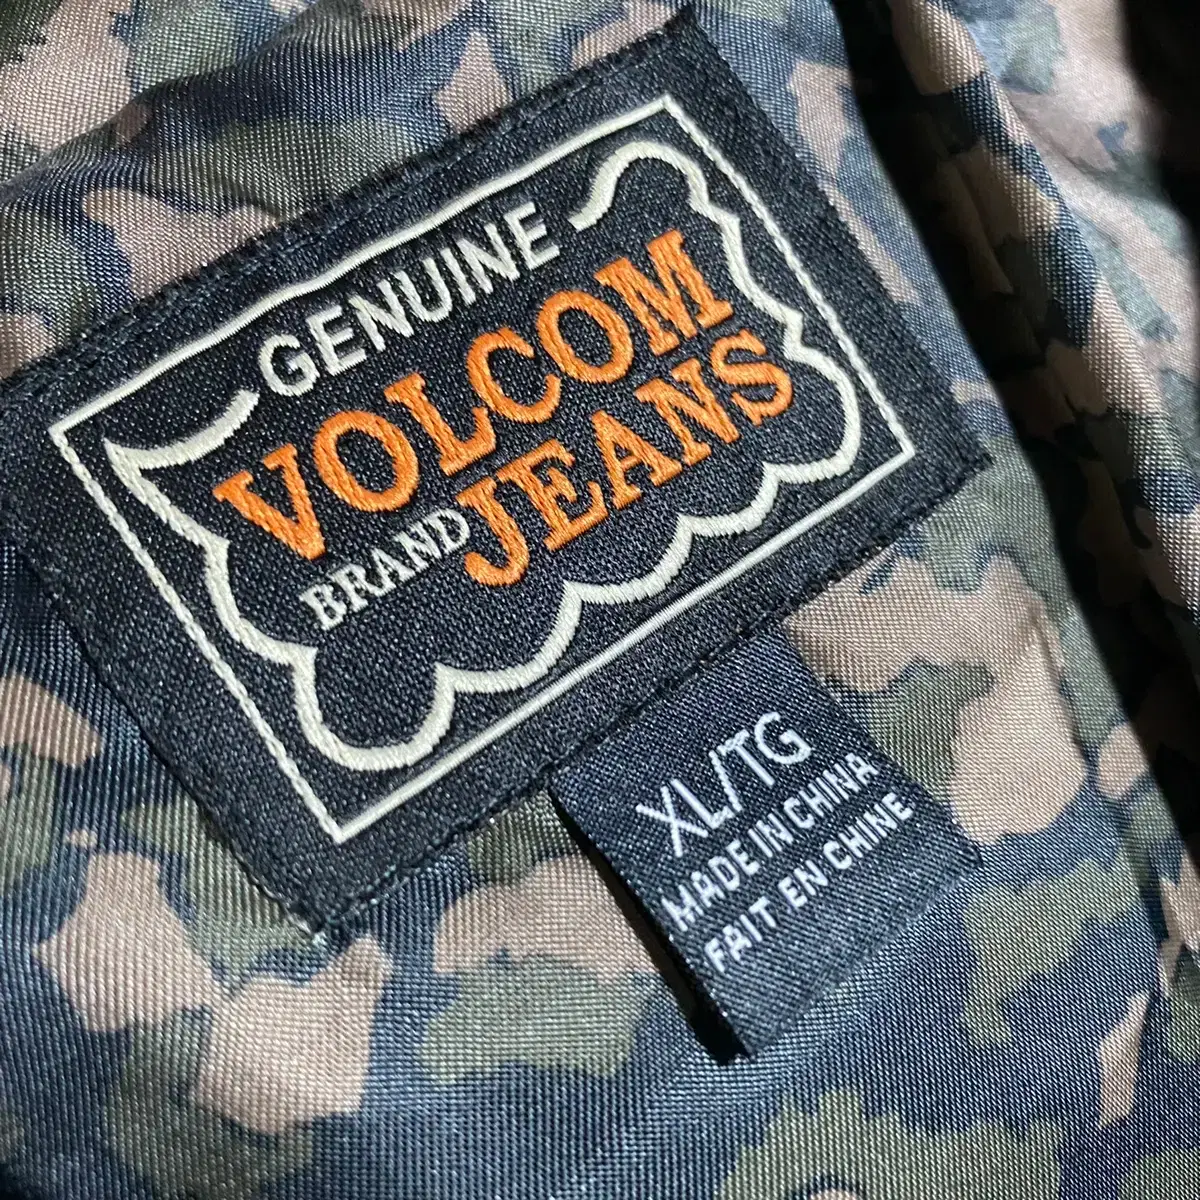 GENUINE
VOLCOM
BRAND JEANS
XL/TG
MADE IN CHINA
FAIT EN CHINE